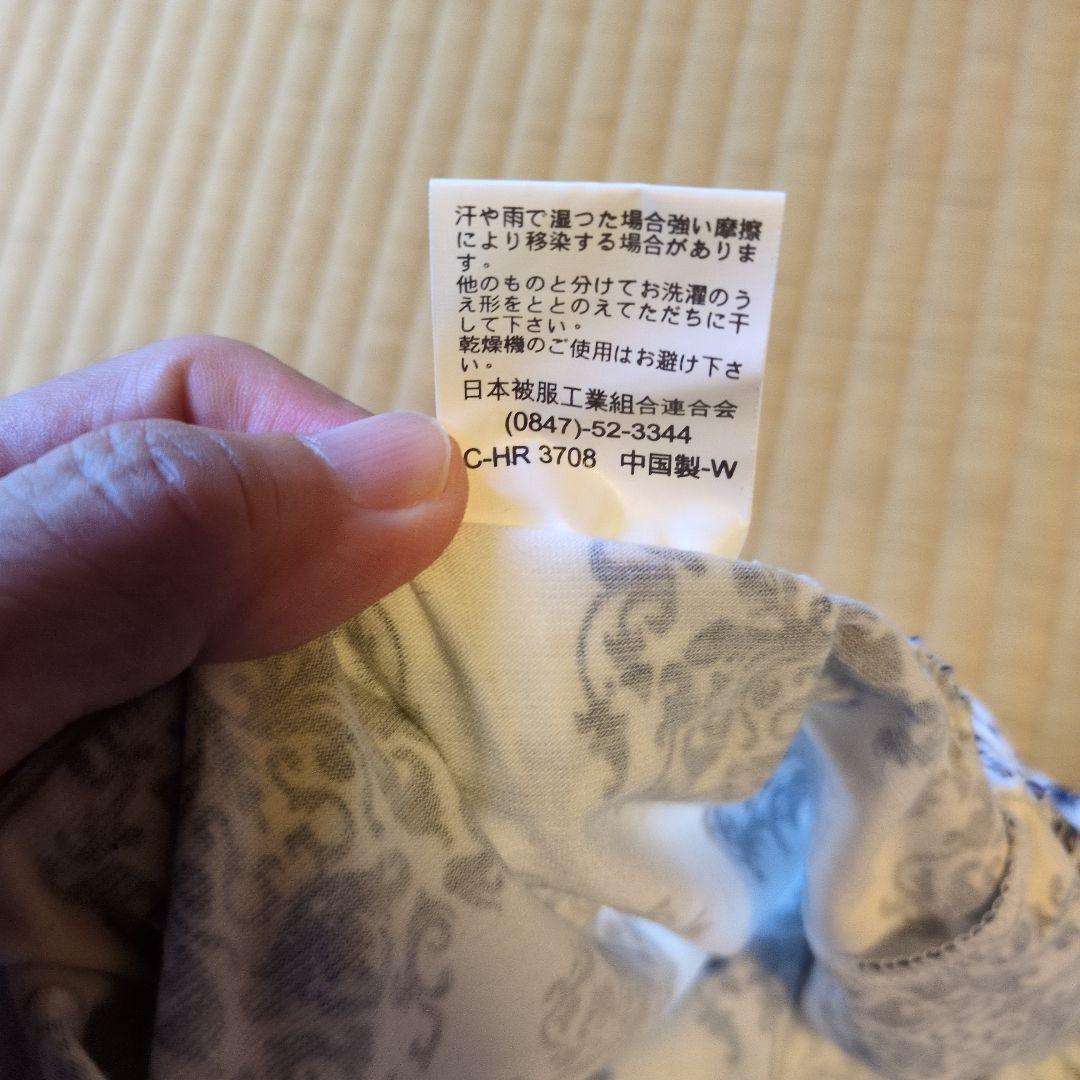 汗や雨で湿つた場合強い摩擦
により移染する場合がありま
す。
他のものと分けてお洗濯のう
え形をととのえてただちに干
して下さい。
乾燥機のご使用はお避け下さ
い。
日本被服工業組合連合会
(0847)-52-3344
C-HR 3708 中国製-W